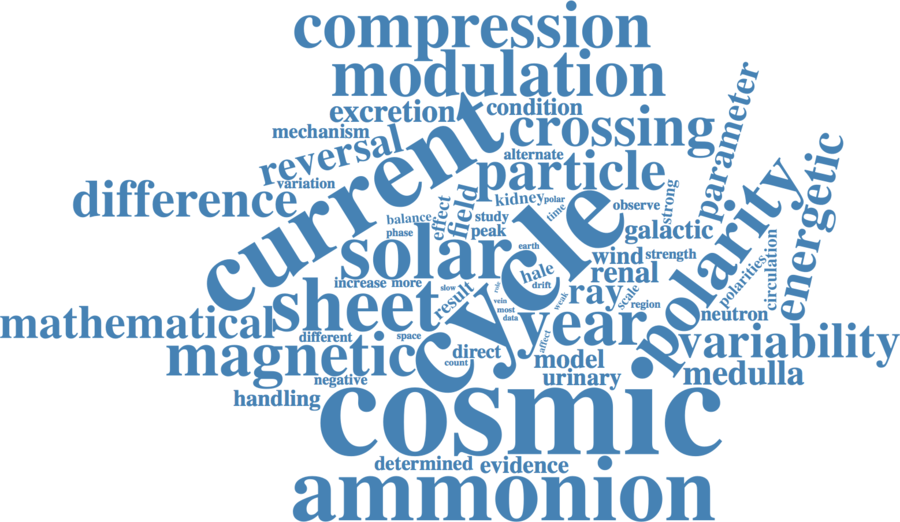 compression
modulation
excretion
condition
mechanism
crossing
reversal
current
alternate
parameter
variation
particle
difference
kidney
polar
time
observe
strong
energetic
balance
effect
field
study
phase
peak
galactic
polarity
solar
earth
cycle
wind
strength
circulation
hale
renal
polarities
increase
more
slow
result
drift
ray
scale
role
weak
region
sheet
vein
most
data
year
neutron
mathematical
different
space
affect
variability
magnetic
direct
count
model
medulla
negative
urinary
handling
cosmic
determined
evidence
ammonion